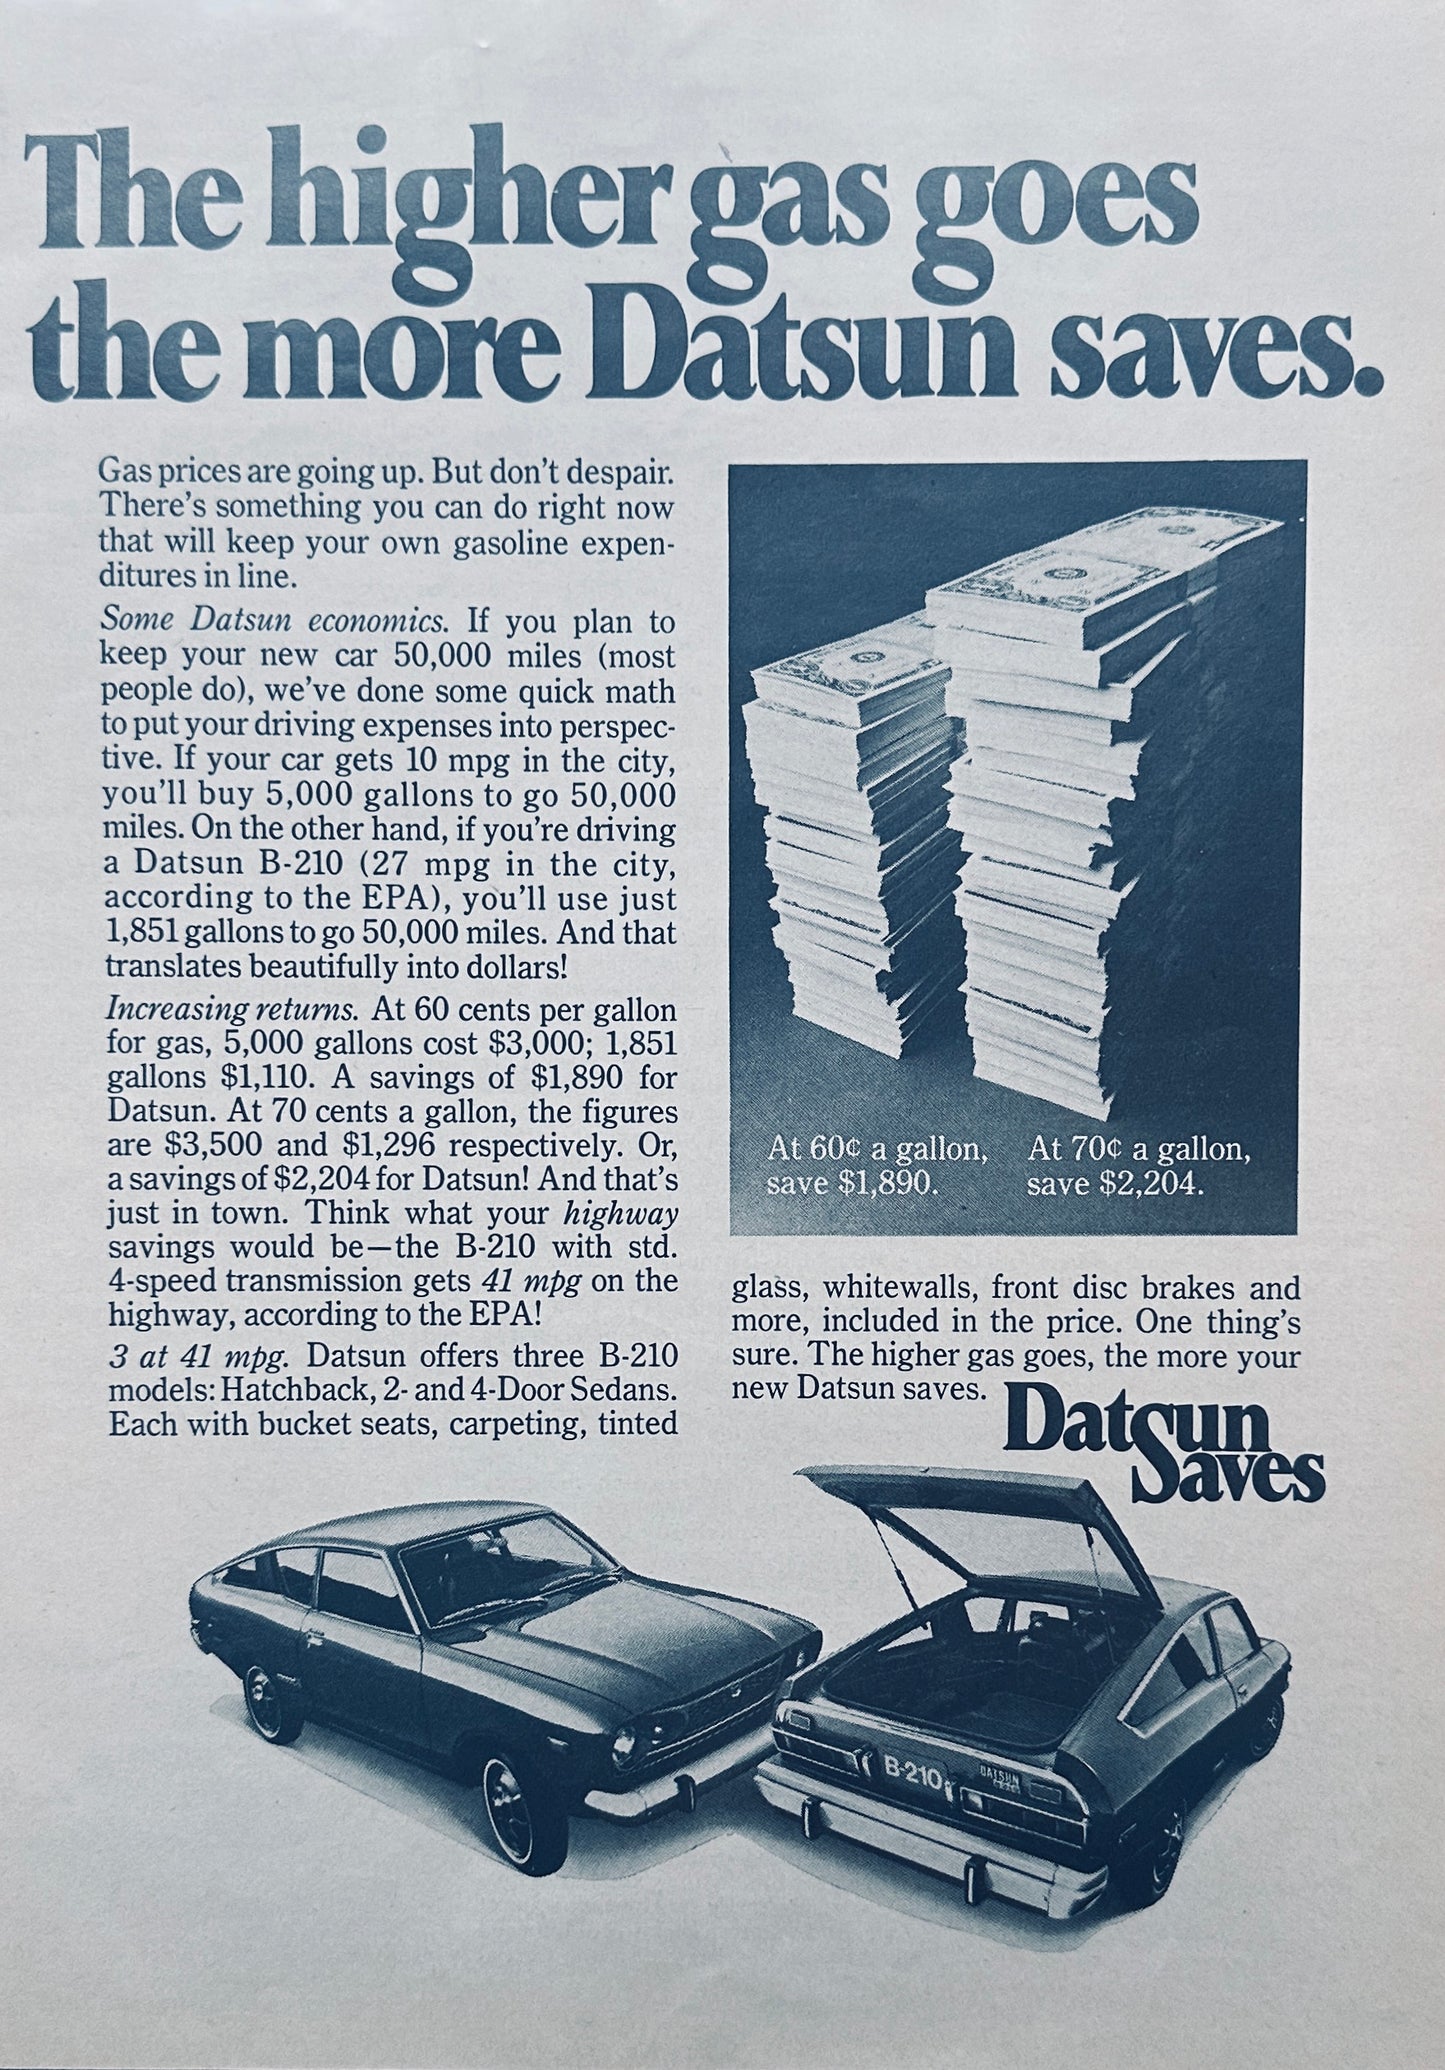 The higher gas goes
the more Datsun saves.
Gas prices are going up. But don't despair.
There's something you can do right now
that will keep your own gasoline expen-
ditures in line.
Some Datsun economics. If you plan to
keep your new car 50,000 miles (most
people do), we've done some quick math
to put your driving expenses into perspec-
tive. If your car gets 10 mpg in the city,
you'll buy 5,000 gallons to go 50,000
miles. On the other hand, if you're driving
a Datsun B-210 (27 mpg in the city,
according to the EPA), you'll use just
1,851 gallons to go 50,000 miles. And that
translates beautifully into dollars!
Increasing returns. At 60 cents per gallon
for gas, 5,000 gallons cost $3,000; 1,851
gallons $1,110. A savings of $1,890 for
Datsun. At 70 cents a gallon, the figures
are $3,500 and $1,296 respectively. Or,
a savings of $2,204 for Datsun! And that's
just in town. Think what your highway
savings would be—the B-210 with std.
4-speed transmission gets 41 mpg on the
highway, according to the EPA!
3 at 41 mpg. Datsun offers three B-210
models: Hatchback, 2- and 4-Door Sedans.
Each with bucket seats, carpeting, tinted
At 60¢ a gallon,
save $1,890.
At 70¢ a gallon,
save $2,204.
glass, whitewalls, front disc brakes and
more, included in the price. One thing's
sure. The higher gas goes, the more your
new Datsun saves.
Datsun
Saves
B-210
DATSUN